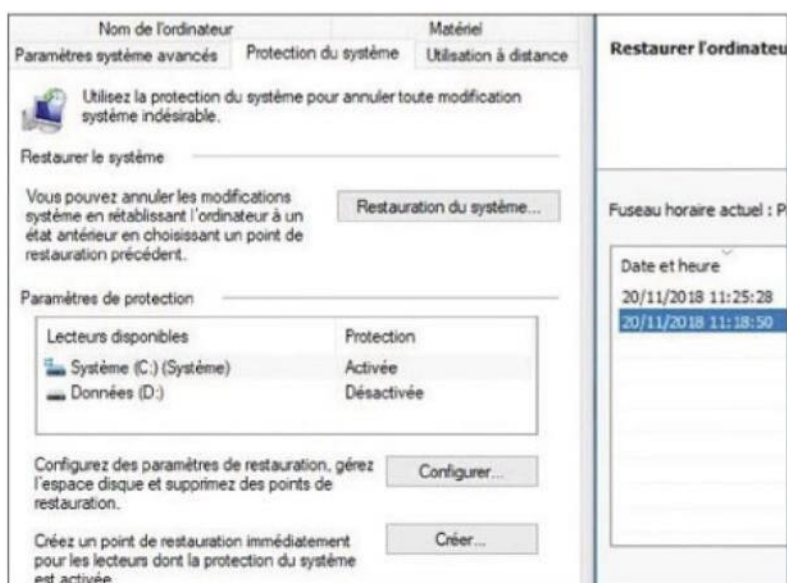 Nom de l'ordinateur
Matériel
Paramètres système avancés
Protection du système
Utilisation à distance
Utilisez la protection du système pour annuler toute modification
système indésirable.
Restaurer le système
Vous pouvez annuler les modifications
système en rétablissant l'ordinateur à un
état antérieur en choisissant un point de
restauration précédent.
Restauration du système...
Paramètres de protection
Lecteurs disponibles
Protection
Système (C:) (Système)
Activée
Données (D:)
Désactivée
Configurez des paramètres de restauration, gérez
l'espace disque et supprimez des points de
restauration.
Configurer...
Créez un point de restauration immédiatement
pour les lecteurs dont la protection du système
est activée
Créer...
Restaurer l'ordinateu
Fuseau horaire actuel : P
Date et heure
20/11/2018 11:25:28
20/11/2018 11:18:50